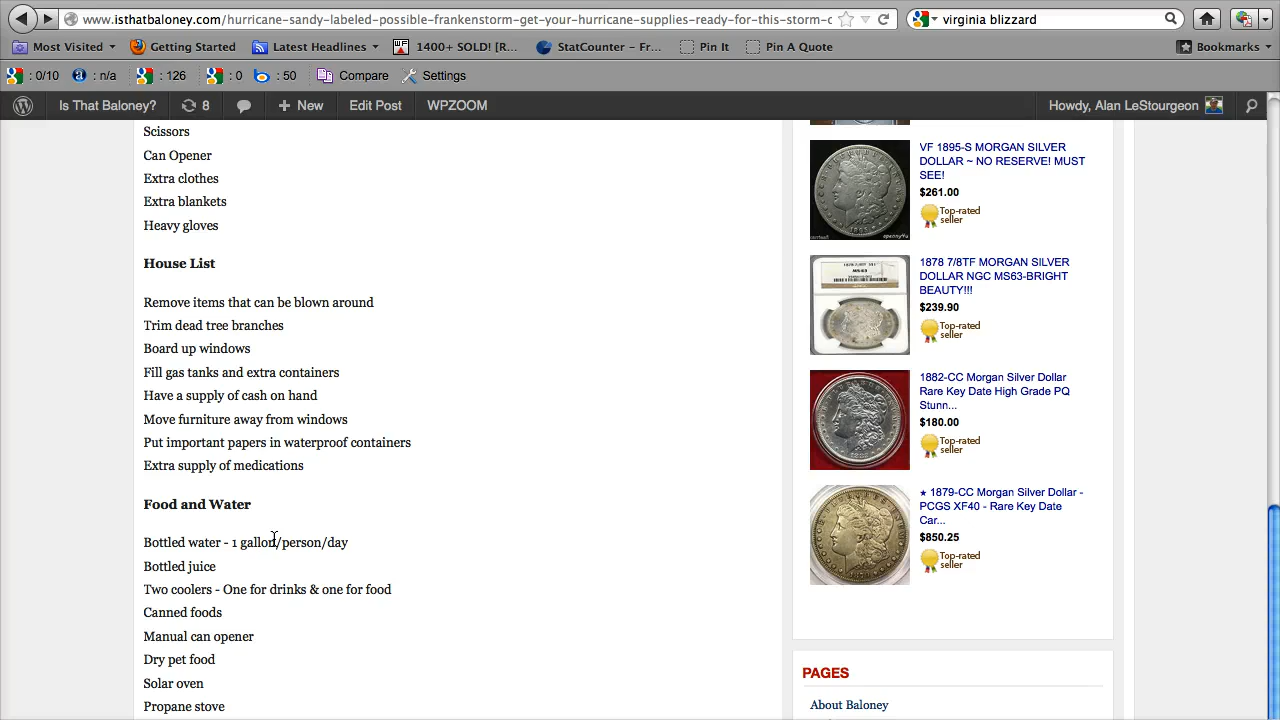 www.isthatbaloney.com/hurricane-sandy-labeled-possible-frankenstorm-get-your-hurricane-supplies-ready-for-this-storm-c
virginia blizzard
Most Visited
Getting Started
Latest Headlines
1400+ SOLD! [R...
StatCounter - Fr...
Pin It
Pin A Quote
Bookmarks
: 0/10
: n/a
: 126
: 0
: 50
Compare
Settings
Is That Baloney?
8
New
Edit Post
WPZOOM
Howdy, Alan LeStourgeon
Scissors
Can Opener
Extra clothes
Extra blankets
Heavy gloves
House List
Remove items that can be blown around
Trim dead tree branches
Board up windows
Fill gas tanks and extra containers
Have a supply of cash on hand
Move furniture away from windows
Put important papers in waterproof containers
Extra supply of medications
Food and Water
Bottled water - 1 gallon/person/day
Bottled juice
Two coolers - One for drinks & one for food
Canned foods
Manual can opener
Dry pet food
Solar oven
Propane stove
VF 1895-S MORGAN SILVER
DOLLAR ~ NO RESERVE! MUST
SEE!
$261.00
Top-rated
seller
1878 7/8TF MORGAN SILVER
DOLLAR NGC MS63-BRIGHT
BEAUTY!!!
$239.90
Top-rated
seller
1882-CC Morgan Silver Dollar
Rare Key Date High Grade PQ
Stunn...
$180.00
Top-rated
seller
★ 1879-CC Morgan Silver Dollar -
PCGS XF40 - Rare Key Date
Car...
$850.25
Top-rated
seller
PAGES
About Baloney